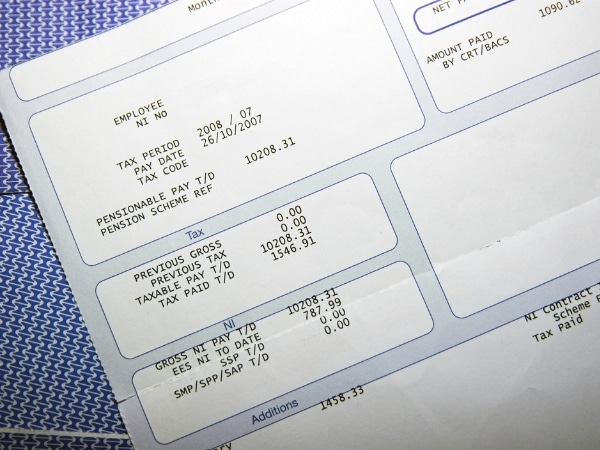 Month
EMPLOYEE
NI NO
TAX PERIOD 2008 / 07
PAY DATE 26/10/2007
TAX CODE
PENSIONABLE PAY T/D 10208.31
PENSION SCHEME REF
Tax
PREVIOUS GROSS 0.00
PREVIOUS TAX 0.00
TAXABLE PAY T/D 10208.31
TAX PAID T/D 1546.91
NI
GROSS NI PAY T/D 10208.31
EES NI TO DATE 787.99
SSP T/D 0.00
SMP/SPP/SAP T/D 0.00
Additions
1458.33
NET
1090.62
AMOUNT PAID
BY CRT/BACS
NI Contract
Scheme
Tax Paid